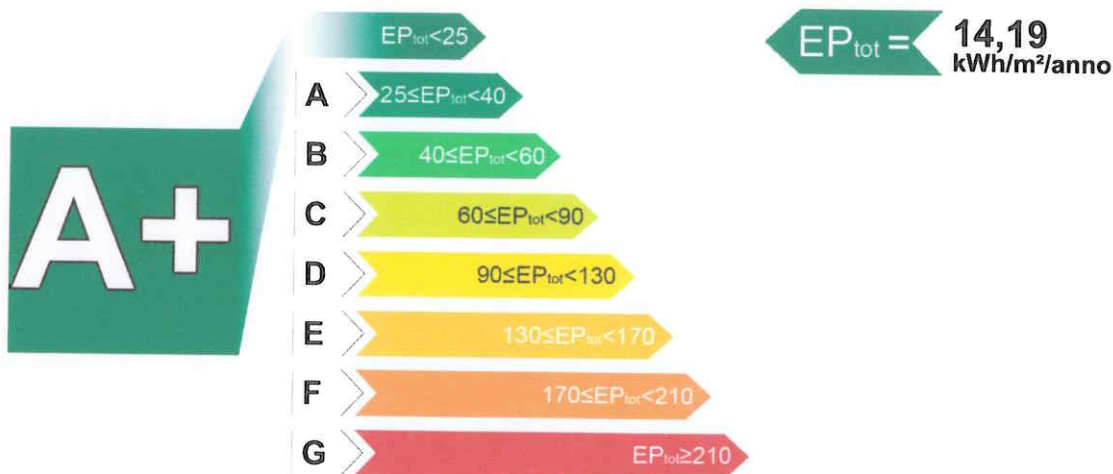 A+
EPtot<25
A 25≤EPtot<40
B 40≤EPtot<60
C 60≤EPtot<90
D 90≤EPtot<130
E 130≤EPtot<170
F 170≤EPtot<210
G EPtot≥210
EPtot = 14,19
kWh/m²/anno